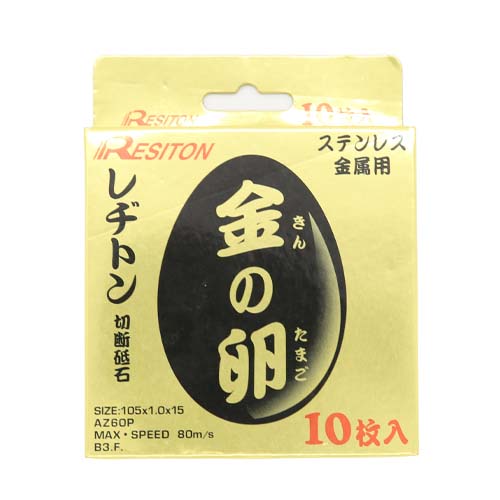 RESITON 10枚入
RESITON
ステンレス
金属用
レヂトン
切断砥石
金の卵
きん
たまご
SIZE:105x1.0x15
AZ60P
MAX・SPEED 80m/s
B3.F.
10枚入